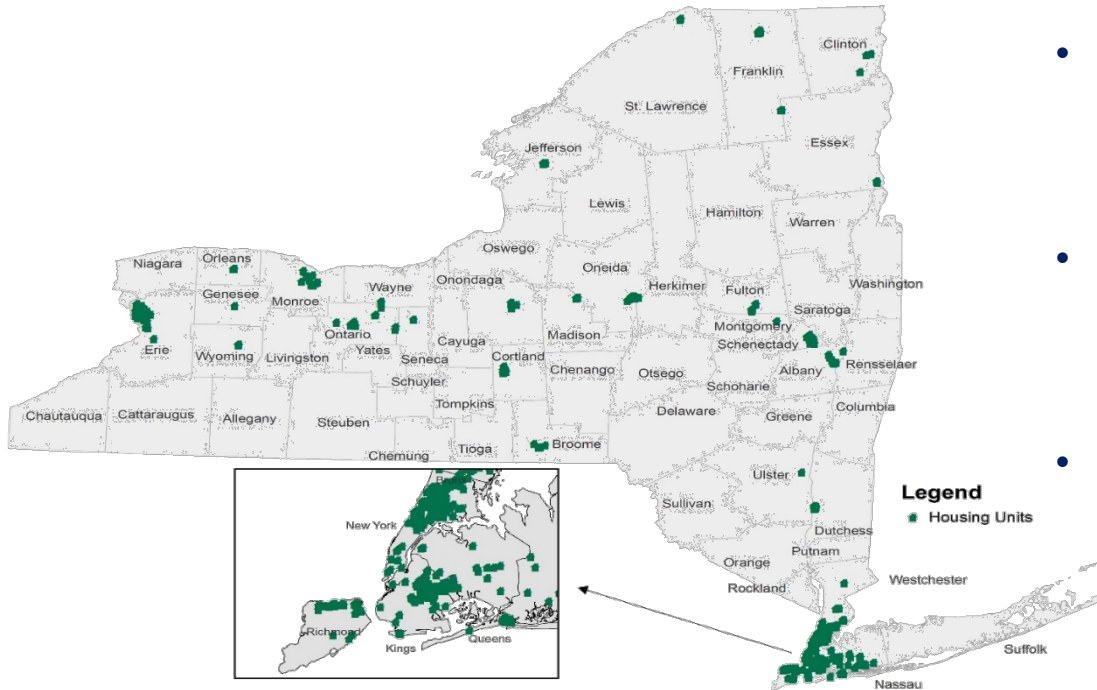 Clinton
Franklin
St. Lawrence
Essex
Jefferson
Lewis
Hamilton
Warren
Oswego
Orleans
Niagara
Oneida
Onondaga
Washington
Herkimer
Fulton
Wayne
Genesee
Monroe
Saratoga
Montgomery
Madison
Ontario
Cayuga
Schenectady
Erie
Yates
Wyoming
Livingston
Seneca
Cortland
Chenango
Otsego
Albany
Rensselaer
Schuyler
Schoharie
Tompkins
Columbia
Delaware
Greene
Chautauqua
Cattaraugus
Allegany
Steuben
Tioga
Broome
Chemung
Ulster
Sullivan
Legend
Housing Units
New York
Dutchess
Putnam
Orange
Rockland
Westchester
Richmond
Kings
Queens
Suffolk
Nassau